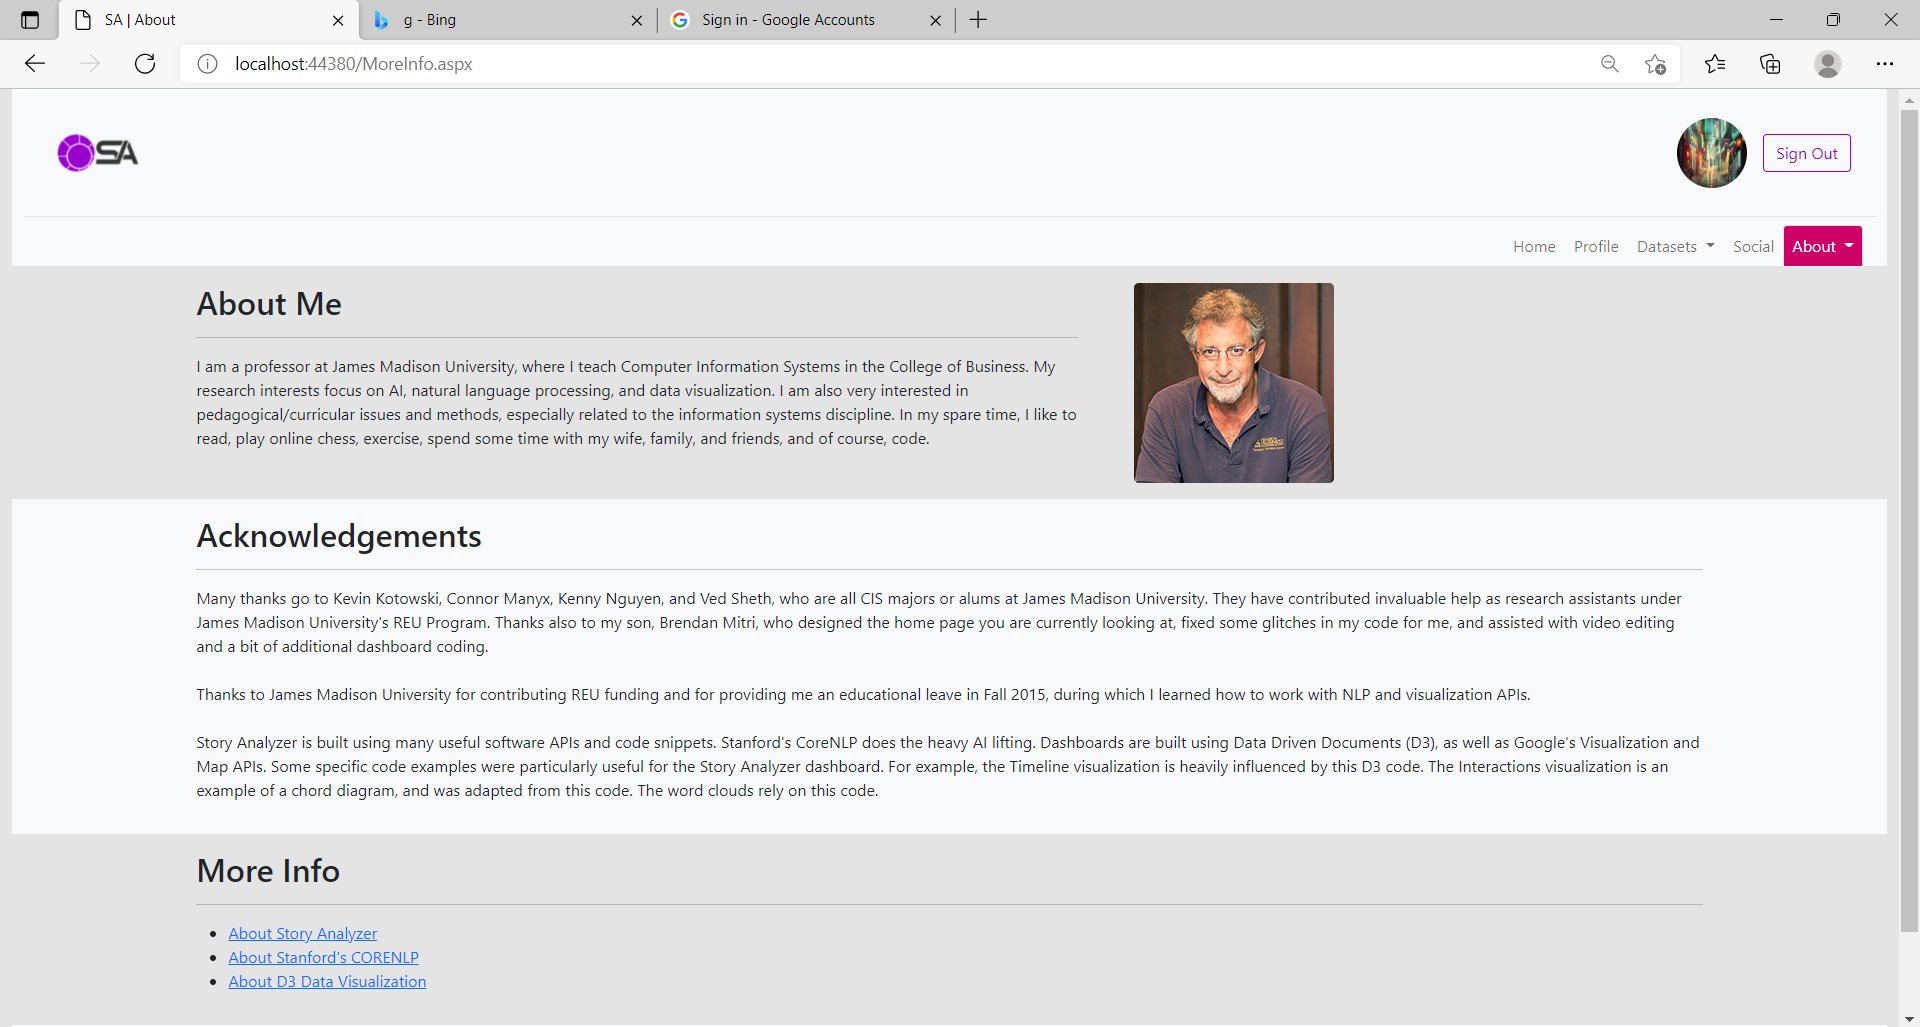 SA | About
g - Bing
Sign in - Google Accounts
localhost:44380/MoreInfo.aspx
SA
Sign Out
Home Profile Datasets Social About
About Me
I am a professor at James Madison University, where I teach Computer Information Systems in the College of Business. My
research interests focus on AI, natural language processing, and data visualization. I am also very interested in
pedagogical/curricular issues and methods, especially related to the information systems discipline. In my spare time, I like to
read, play online chess, exercise, spend some time with my wife, family, and friends, and of course, code.
Acknowledgements
Many thanks go to Kevin Kotowski, Connor Manyx, Kenny Nguyen, and Ved Sheth, who are all CIS majors or alums at James Madison University. They have contributed invaluable help as research assistants under
James Madison University's REU Program. Thanks also to my son, Brendan Mitri, who designed the home page you are currently looking at, fixed some glitches in my code for me, and assisted with video editing
and a bit of additional dashboard coding.
Thanks to James Madison University for contributing REU funding and for providing me an educational leave in Fall 2015, during which I learned how to work with NLP and visualization APIs.
Story Analyzer is built using many useful software APIs and code snippets. Stanford's CoreNLP does the heavy AI lifting. Dashboards are built using Data Driven Documents (D3), as well as Google's Visualization and
Map APIs. Some specific code examples were particularly useful for the Story Analyzer dashboard. For example, the Timeline visualization is heavily influenced by this D3 code. The Interactions visualization is an
example of a chord diagram, and was adapted from this code. The word clouds rely on this code.
More Info
About Story Analyzer
About Stanford's CORENLP
About D3 Data Visualization